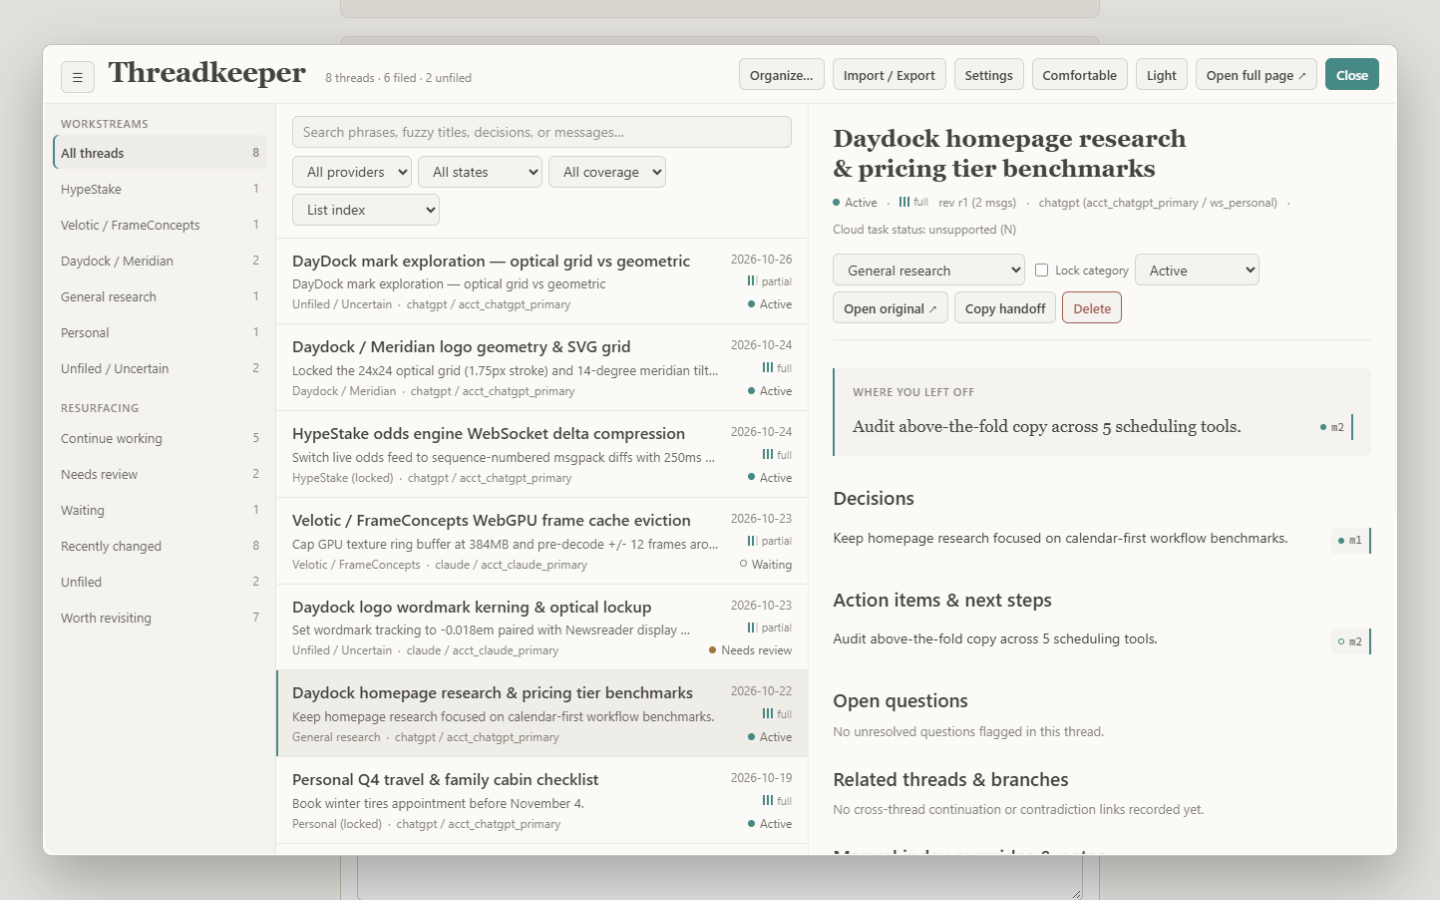 ☰
Threadkeeper
8 threads · 6 filed · 2 unfiled
Organize...
Import / Export
Settings
Comfortable
Light
Open full page ↗
Close
WORKSTREAMS
All threads 8
HypeStake 1
Velotic / FrameConcepts 1
Daydock / Meridian 2
General research 1
Personal 1
Unfiled / Uncertain 2
RESURFACING
Continue working 5
Needs review 2
Waiting 1
Recently changed 8
Unfiled 2
Worth revisiting 7
Search phrases, fuzzy titles, decisions, or messages...
All providers
All states
All coverage
List index
DayDock mark exploration — optical grid vs geometric 2026-10-26
DayDock mark exploration — optical grid vs geometric partial
Unfiled / Uncertain · chatgpt / acct_chatgpt_primary Active
Daydock / Meridian logo geometry & SVG grid 2026-10-24
Locked the 24x24 optical grid (1.75px stroke) and 14-degree meridian tilt... full
Daydock / Meridian · chatgpt / acct_chatgpt_primary Active
HypeStake odds engine WebSocket delta compression 2026-10-24
Switch live odds feed to sequence-numbered msgpack diffs with 250ms ... full
HypeStake (locked) · chatgpt / acct_chatgpt_primary Active
Velotic / FrameConcepts WebGPU frame cache eviction 2026-10-23
Cap GPU texture ring buffer at 384MB and pre-decode +/- 12 frames aro... partial
Velotic / FrameConcepts · claude / acct_claude_primary Waiting
Daydock logo wordmark kerning & optical lockup 2026-10-23
Set wordmark tracking to -0.018em paired with Newsreader display ... partial
Unfiled / Uncertain · claude / acct_claude_primary Needs review
Daydock homepage research & pricing tier benchmarks 2026-10-22
Keep homepage research focused on calendar-first workflow benchmarks. full
General research · chatgpt / acct_chatgpt_primary Active
Personal Q4 travel & family cabin checklist 2026-10-19
Book winter tires appointment before November 4. full
Personal (locked) · chatgpt / acct_chatgpt_primary Active
Daydock homepage research
& pricing tier benchmarks
Active · full rev r1 (2 msgs) · chatgpt (acct_chatgpt_primary / ws_personal) ·
Cloud task status: unsupported (N)
General research
Lock category
Active
Open original ↗
Copy handoff
Delete
WHERE YOU LEFT OFF
Audit above-the-fold copy across 5 scheduling tools. m2
Decisions
Keep homepage research focused on calendar-first workflow benchmarks. m1
Action items & next steps
Audit above-the-fold copy across 5 scheduling tools. m2
Open questions
No unresolved questions flagged in this thread.
Related threads & branches
No cross-thread continuation or contradiction links recorded yet.